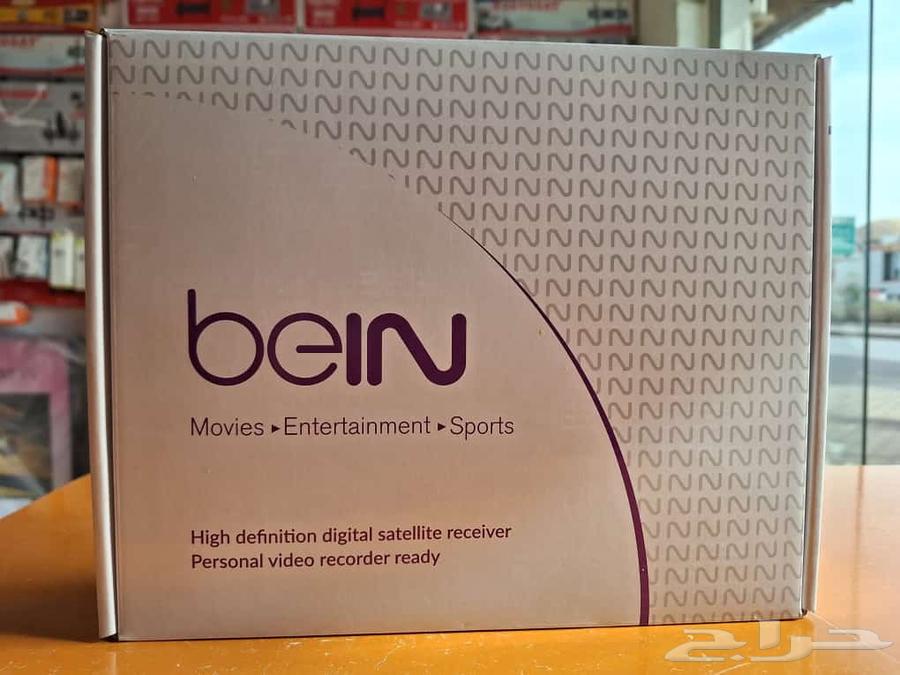 beIN
Movies ▸ Entertainment ▸ Sports
High definition digital satellite receiver
Personal video recorder ready
حراج